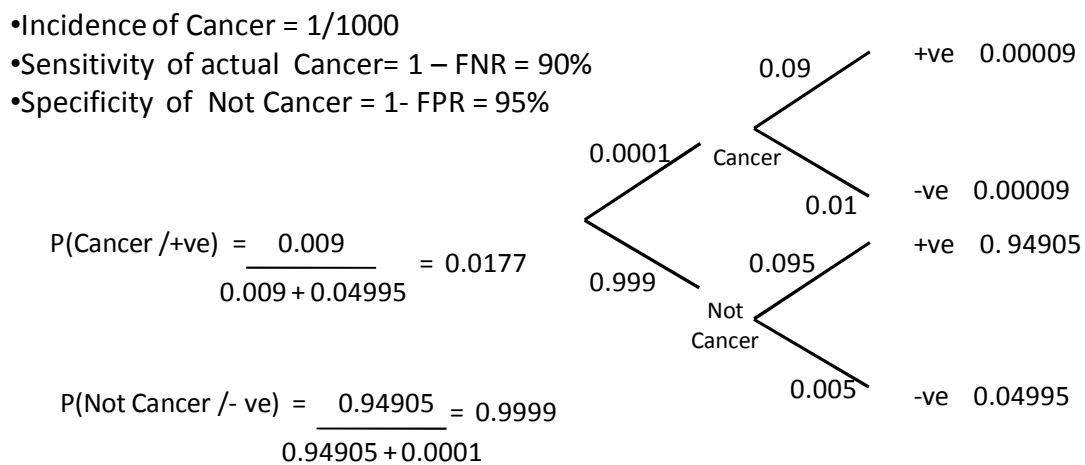 •Incidence of Cancer = 1/1000
•Sensitivity of actual Cancer= 1 – FNR = 90%
•Specificity of Not Cancer = 1- FPR = 95%
P(Cancer /+ve) = 0.009
0.009 + 0.04995
= 0.0177
P(Not Cancer /- ve) = 0.94905
0.94905 + 0.0001
= 0.9999
0.0001
Cancer
0.09
+ve 0.00009
0.01
-ve 0.00009
0.999
Not
Cancer
0.095
+ve 0. 94905
0.005
-ve 0.04995